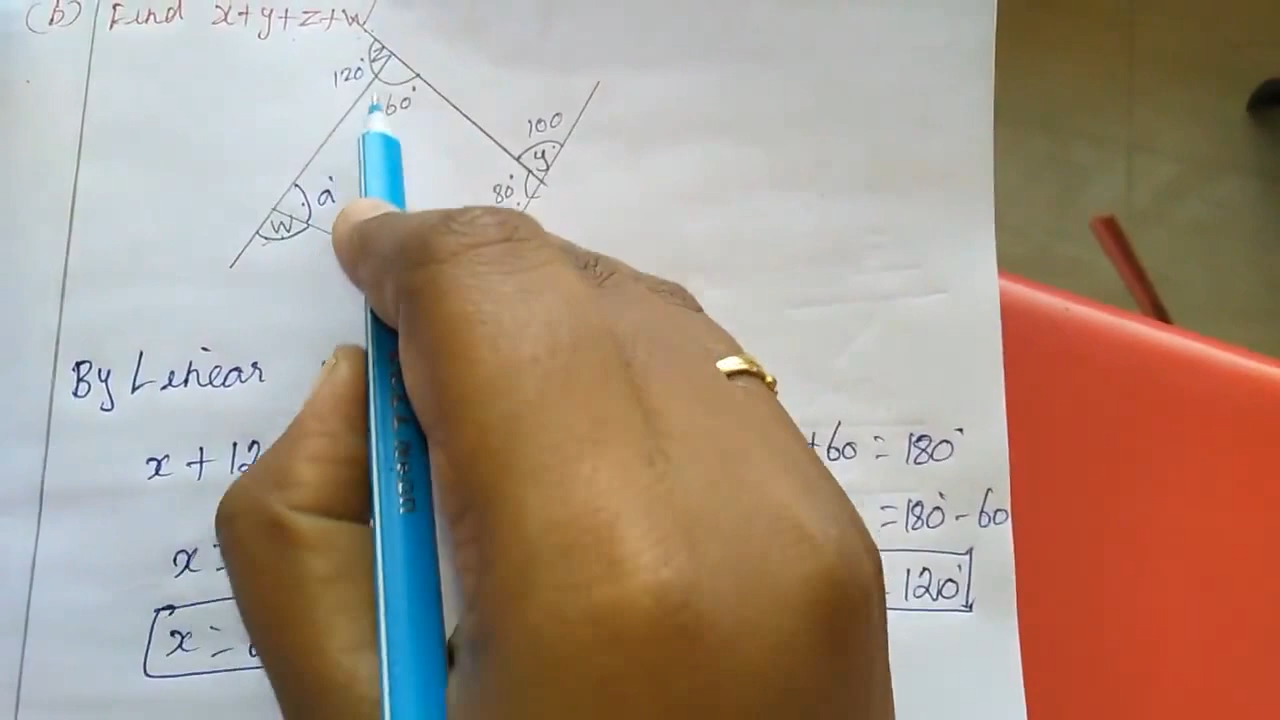 (b) Find x+y+z+w
z
120°
60°
100
y
80°
a°
w
By Linear
x + 12
+60 = 180°
= 180° - 60
x =
120°
x =